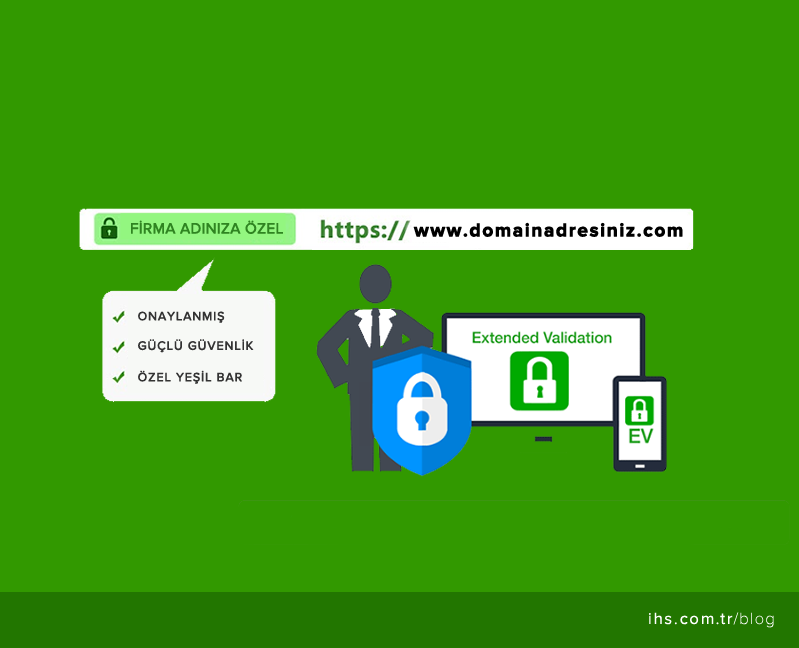 FİRMA ADINIZA ÖZEL https:// www.domainadresiniz.com
ONAYLANMIŞ
GÜÇLÜ GÜVENLİK
ÖZEL YEŞİL BAR
Extended Validation
EV
ihs.com.tr/blog